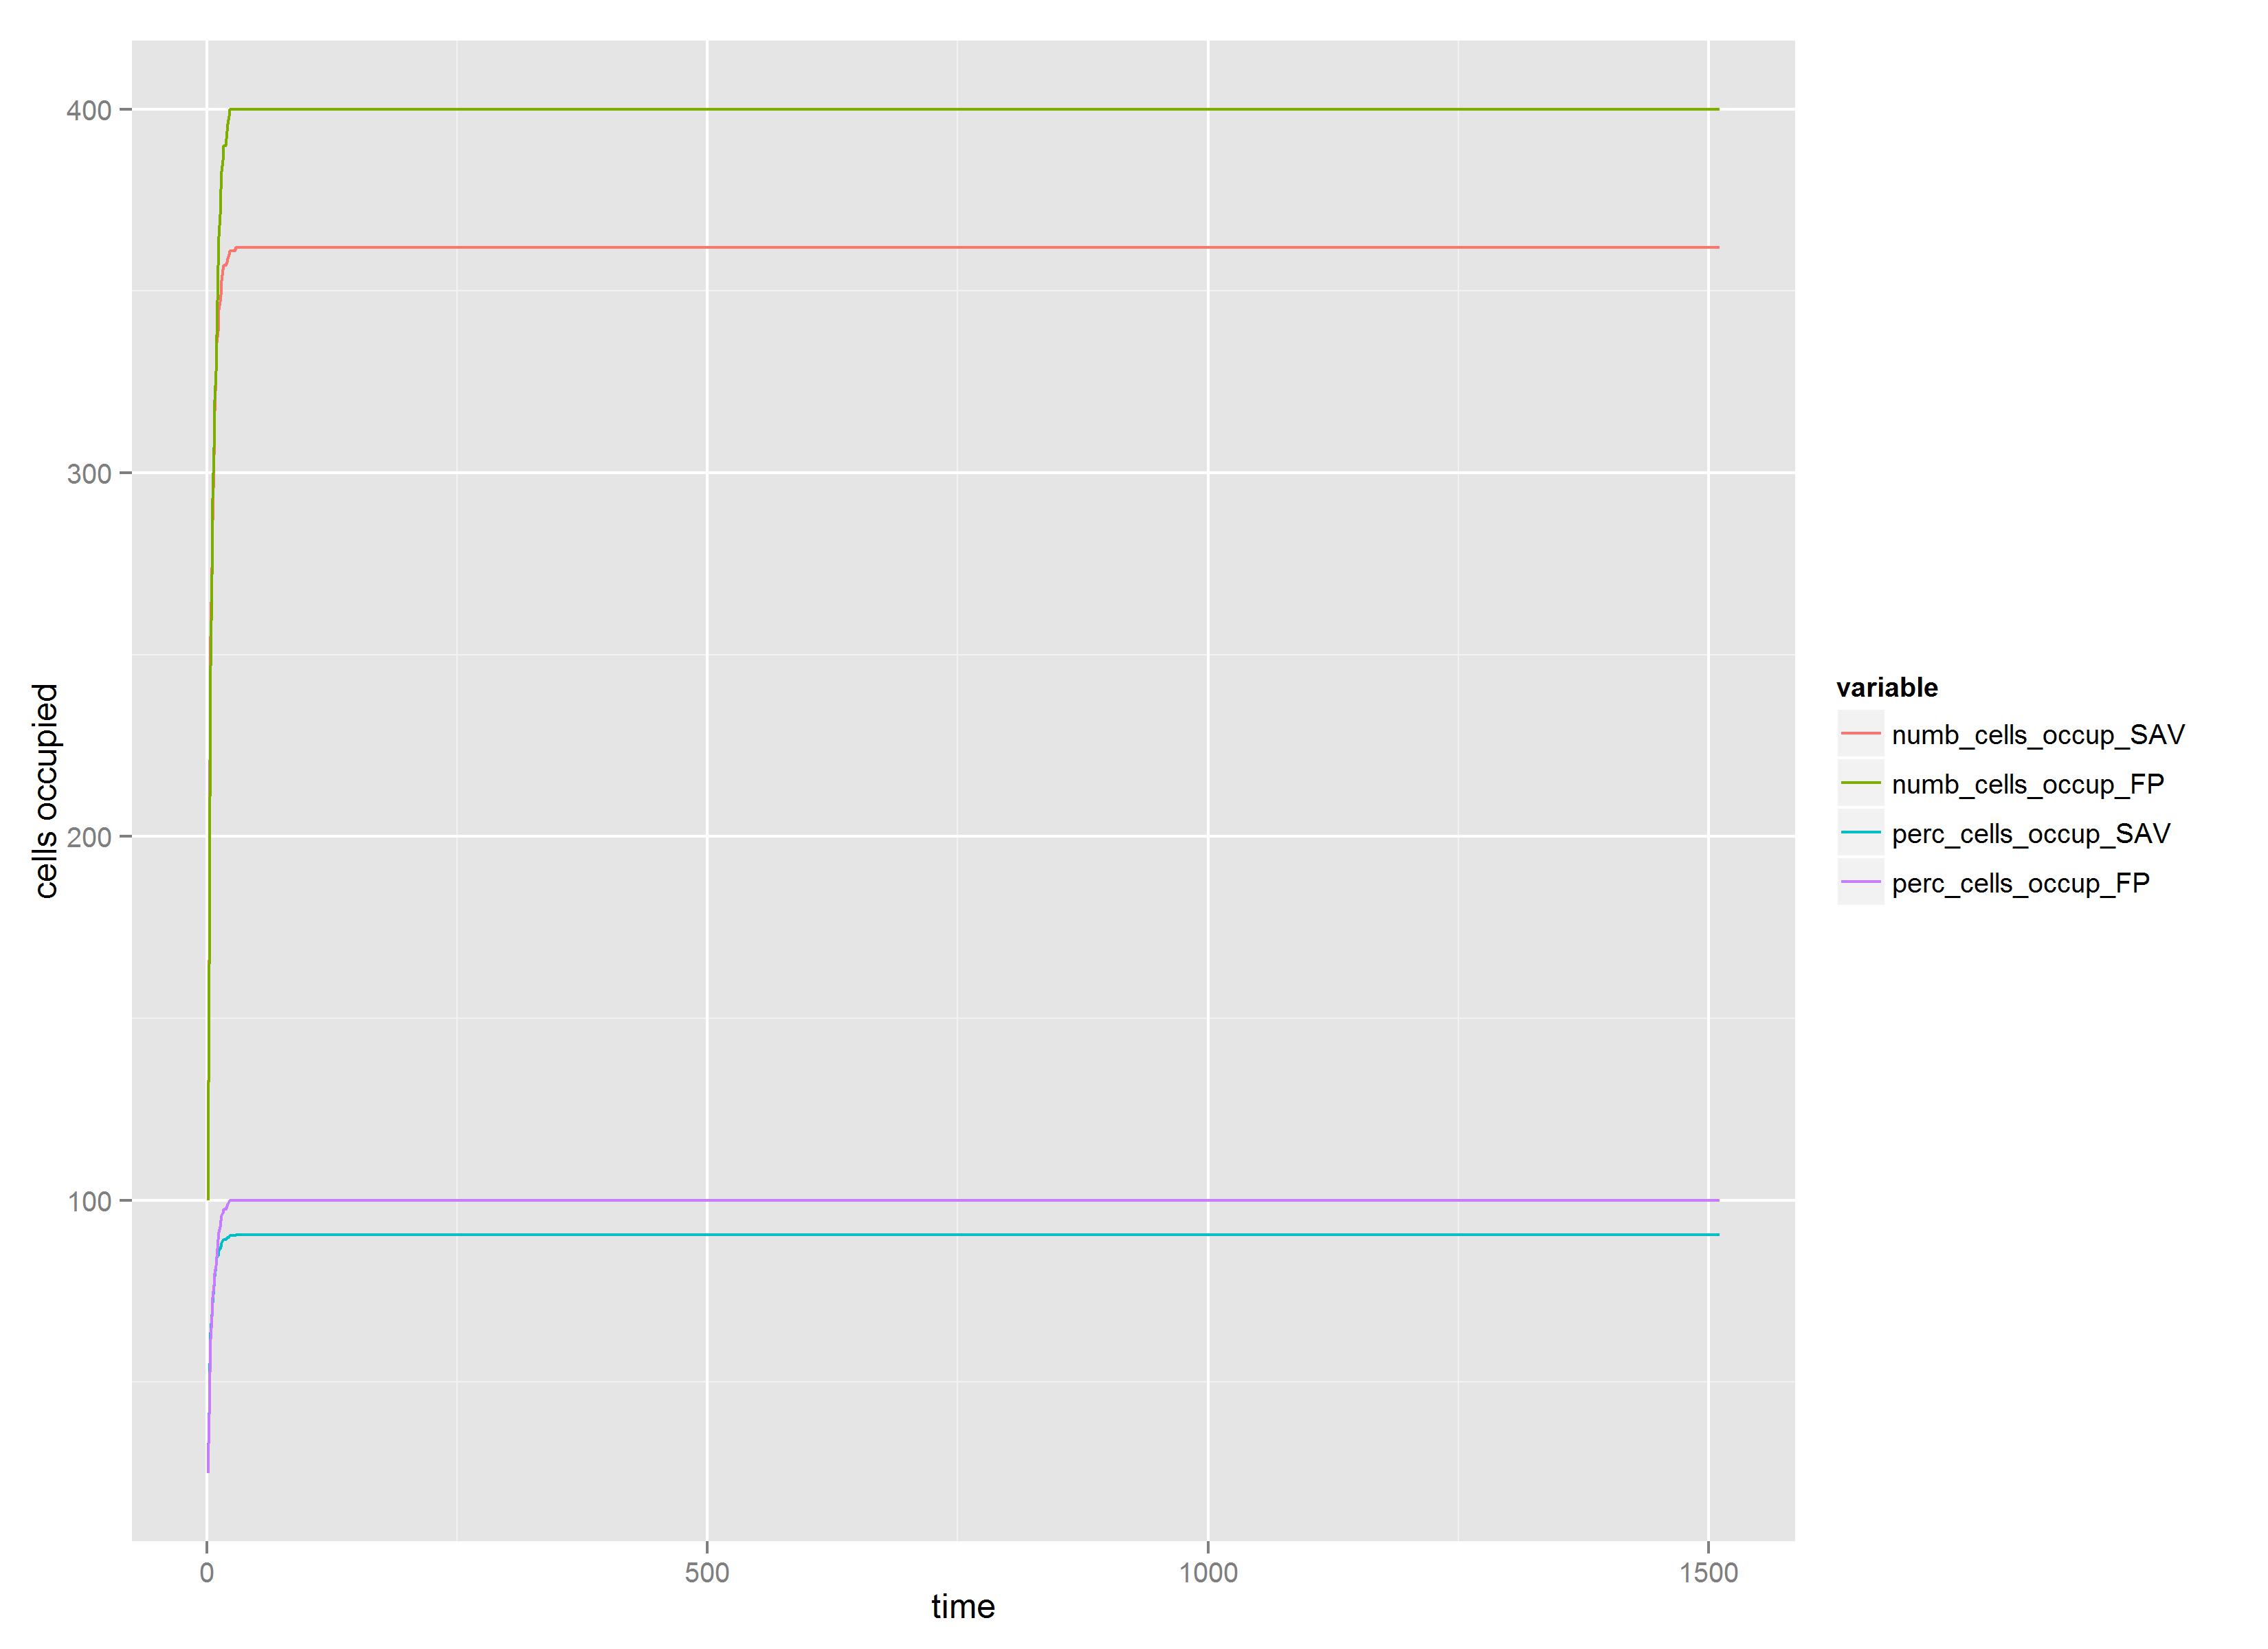 400
300
200
100
cells occupied
0 500 1000 1500
time
variable
numb_cells_occup_SAV
numb_cells_occup_FP
perc_cells_occup_SAV
perc_cells_occup_FP